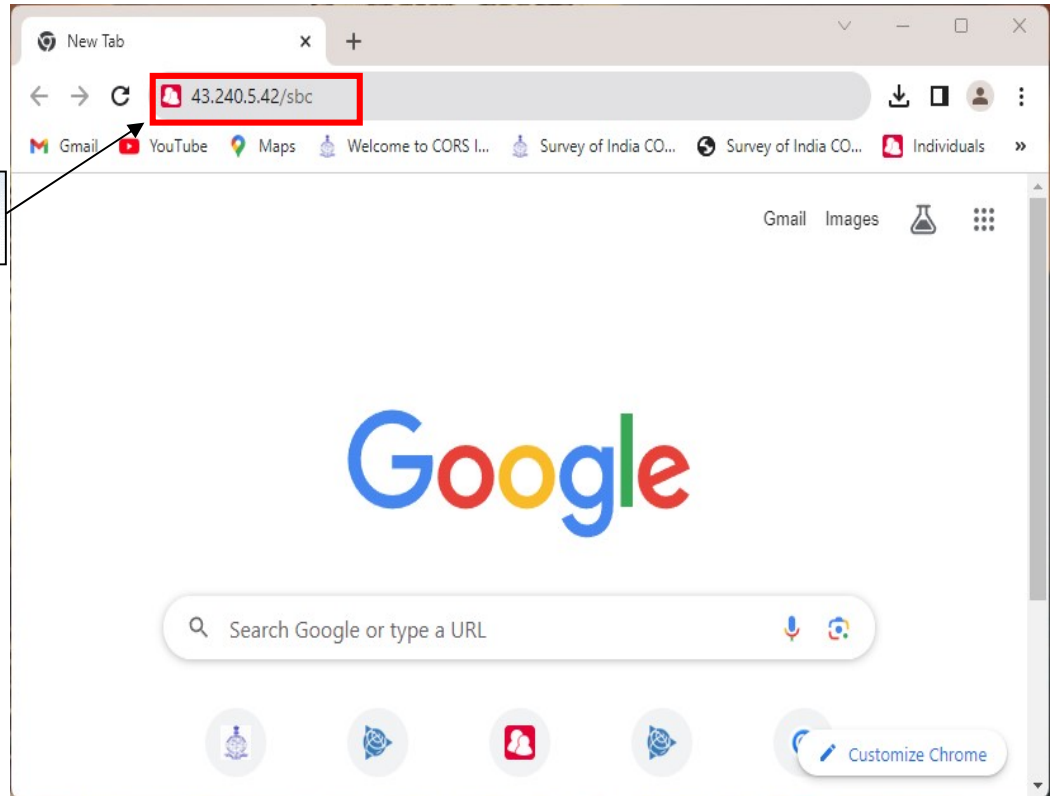 New Tab
43.240.5.42/sbc
Gmail YouTube Maps Welcome to CORS I... Survey of India CO... Survey of India CO... Individuals »
Gmail Images
Google
Search Google or type a URL
Customize Chrome